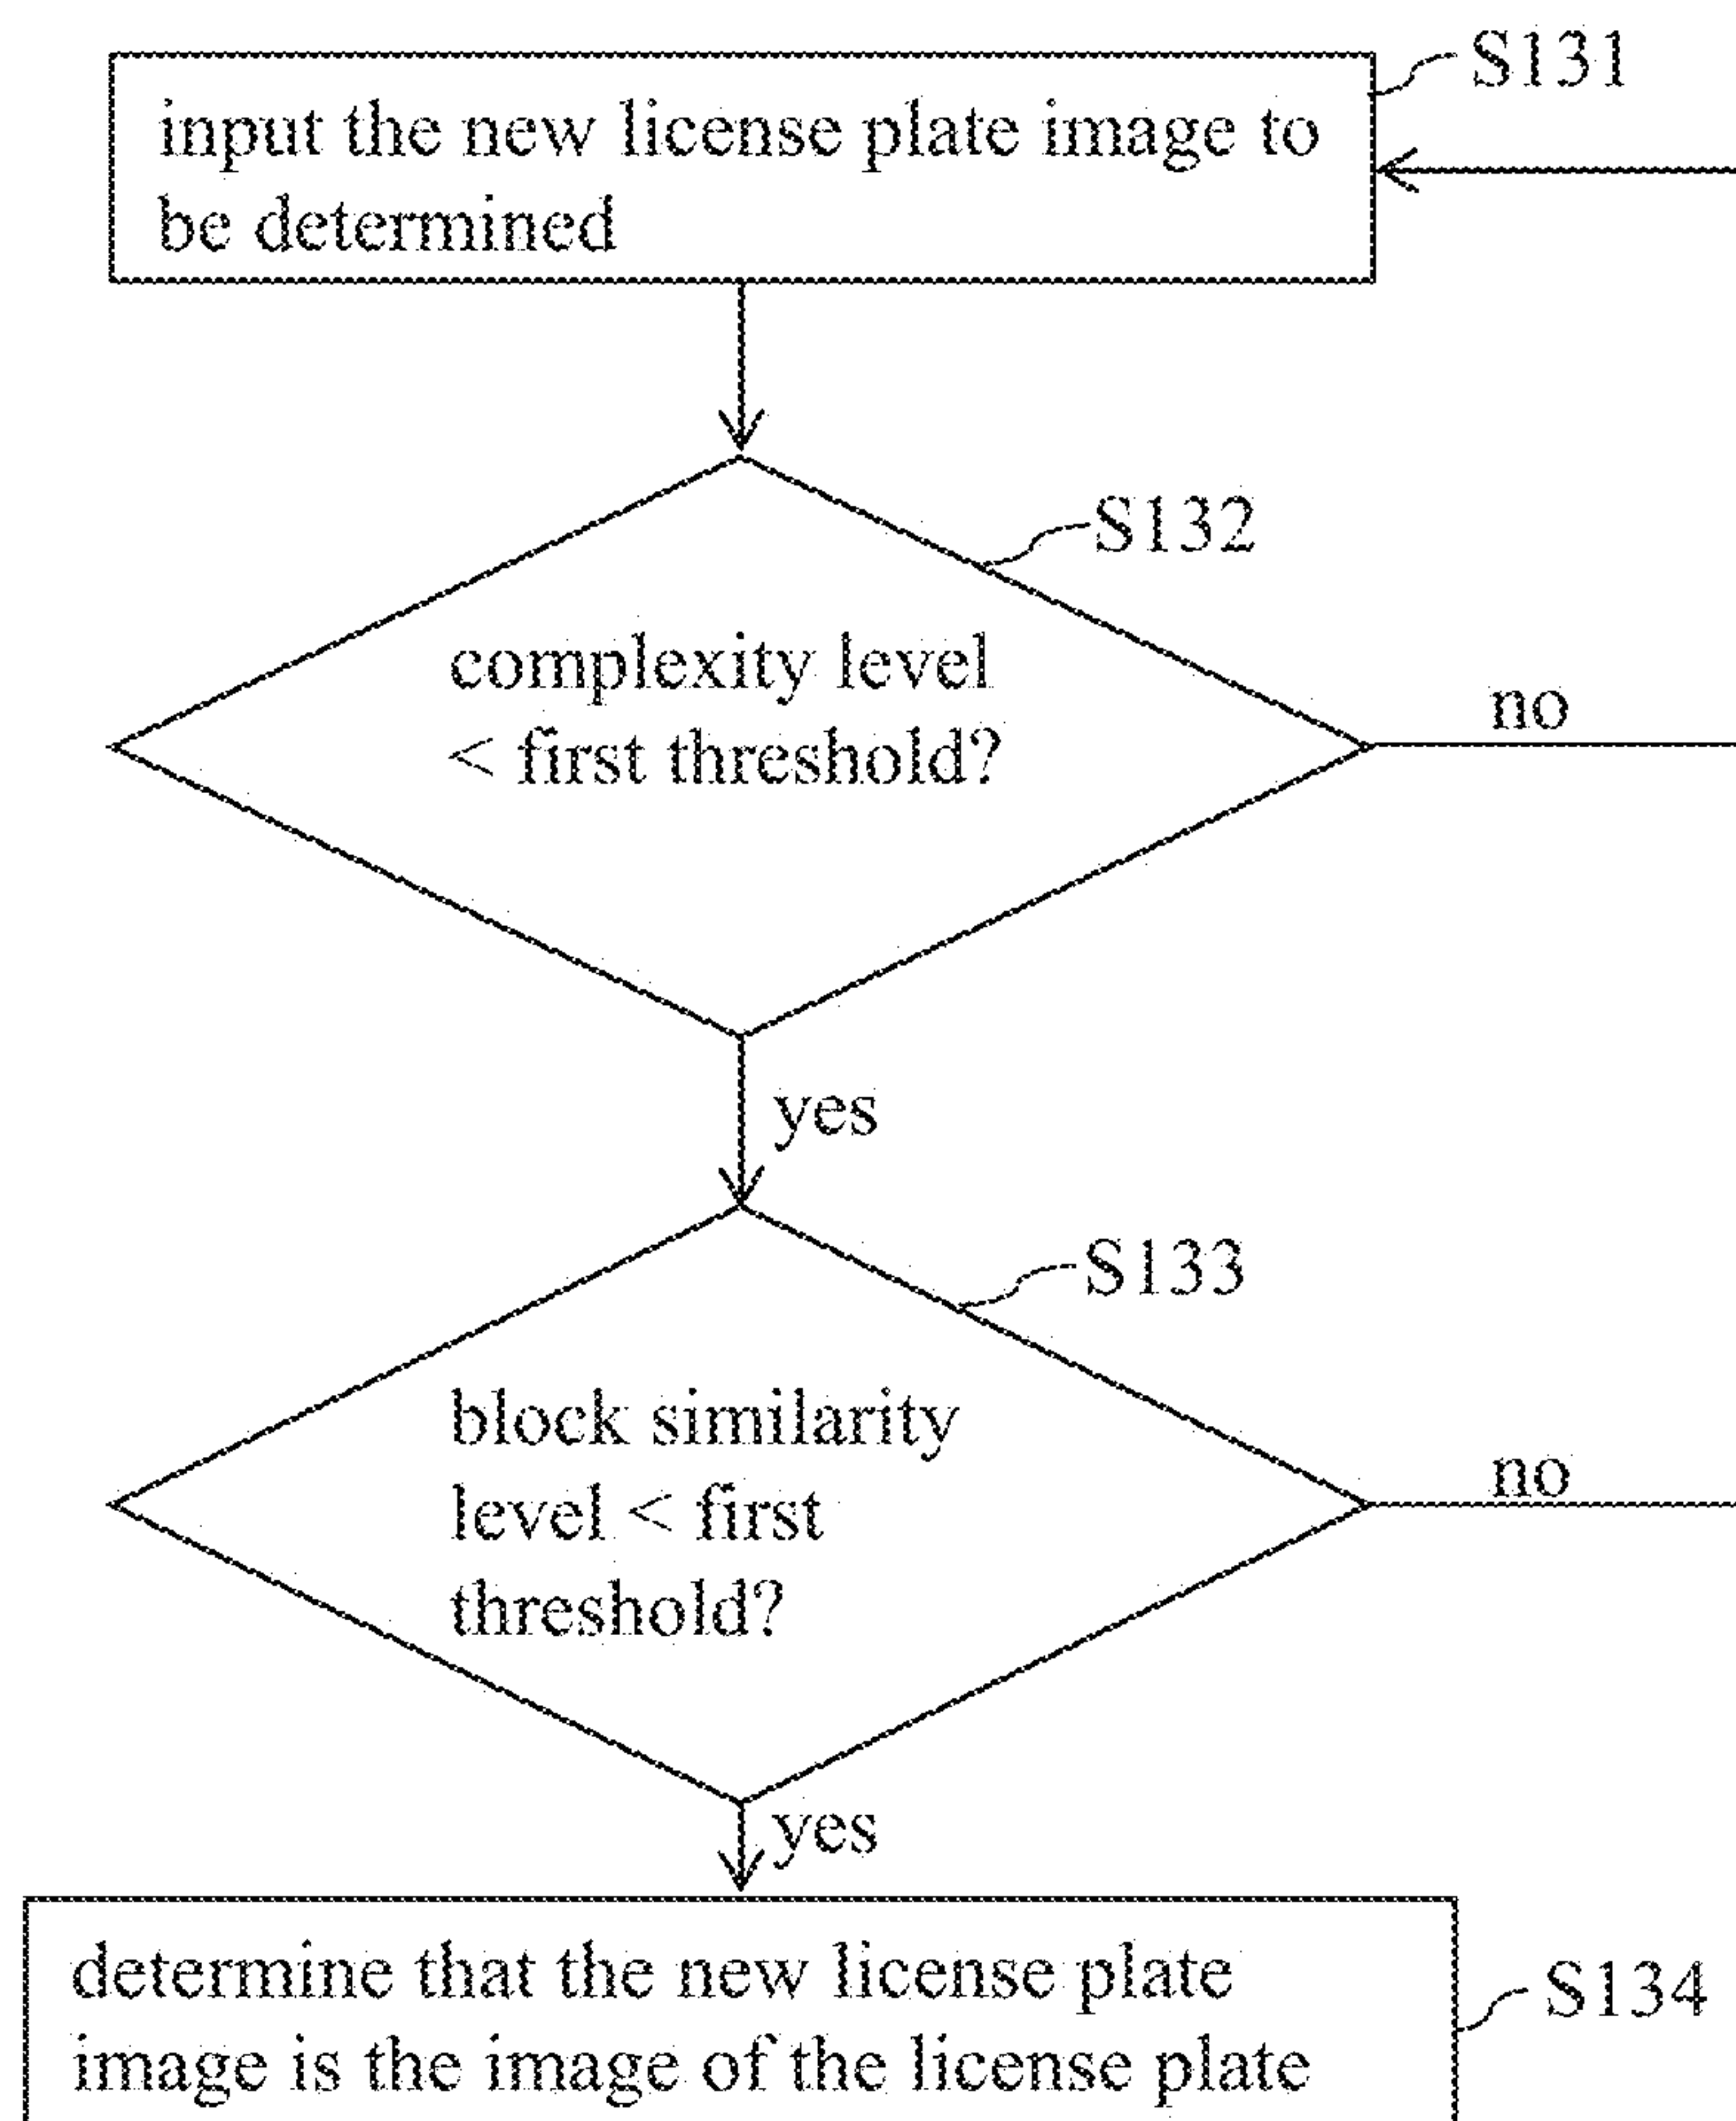 S131
input the new license plate image to
be determined
S132
complexity level
< first threshold?
no
yes
S133
block similarity
level < first
threshold?
no
yes
determine that the new license plate
image is the image of the license plate
S134